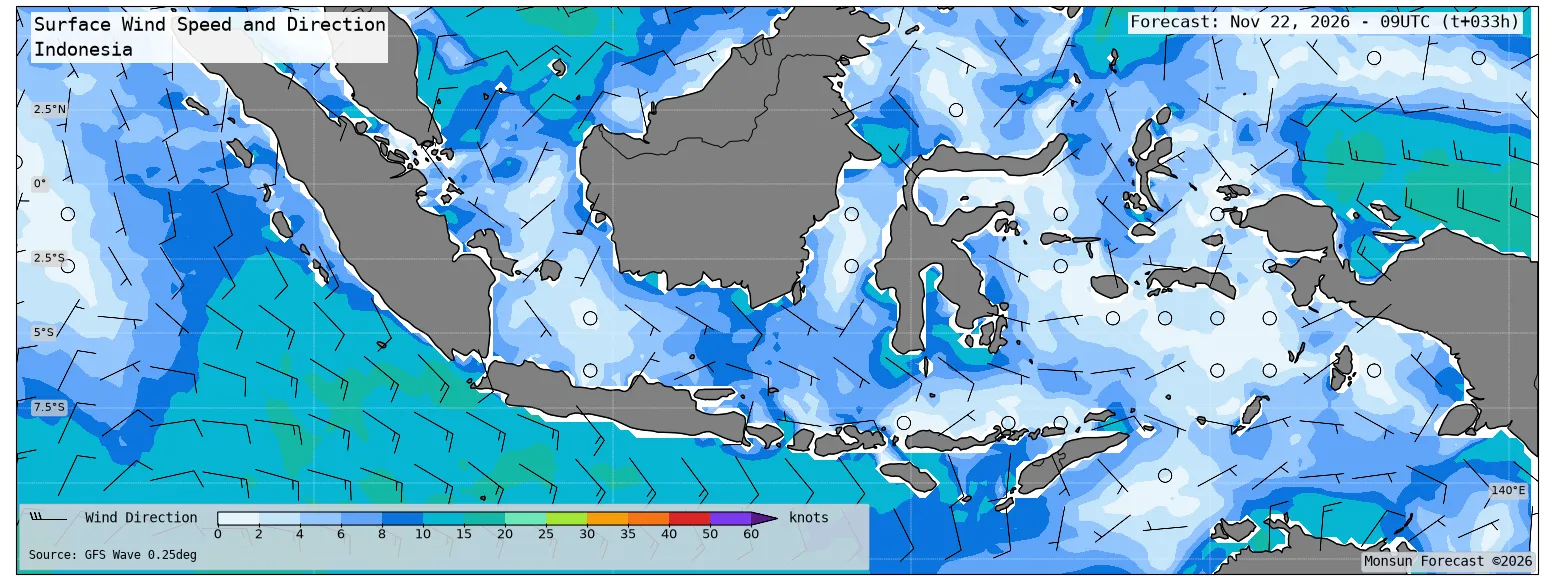 Surface Wind Speed and Direction
Indonesia
Forecast: Nov 22, 2026 - 09UTC (t+033h)
2.5°N
0°
2.5°S
5°S
7.5°S
140°E
Wind Direction
0 2 4 6 8 10 15 20 25 30 35 40 50 60 knots
Source: GFS Wave 0.25deg
Monsun Forecast ©2026